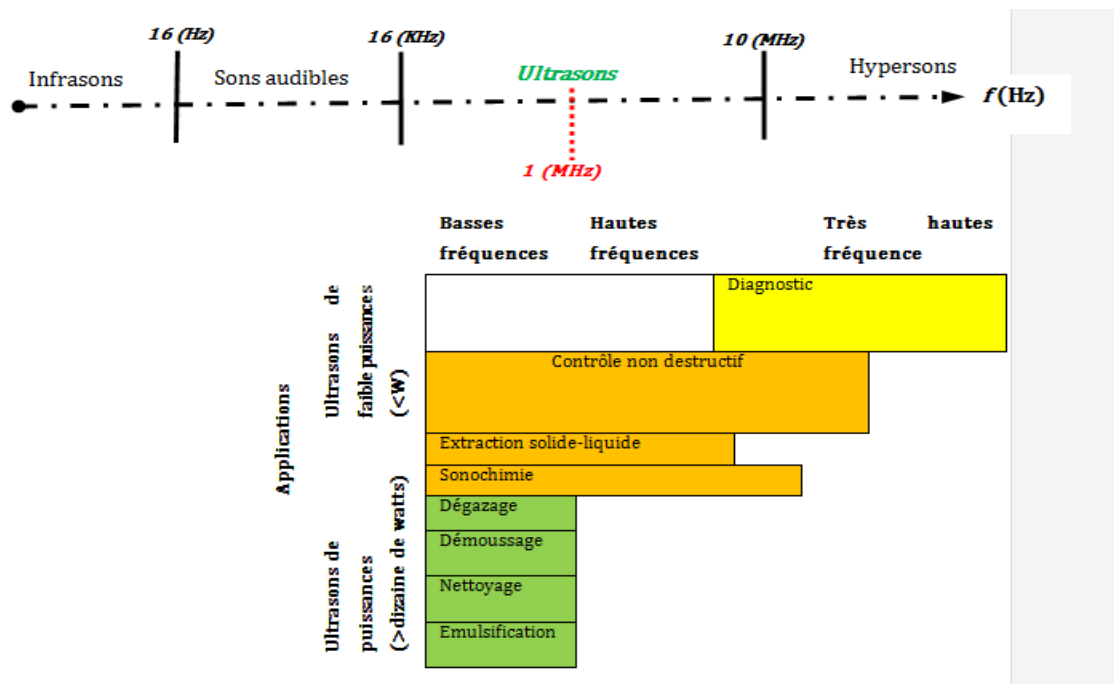 16 (Hz)
16 (KHz)
10 (MHz)
Infrasons
Sons audibles
Ultrasons
Hypersons
f (Hz)
1 (MHz)
Basses fréquences
Hautes fréquences
Très hautes fréquence
Applications
Ultrasons de
faible puissances
(<W)
Diagnostic
Contrôle non destructif
Extraction solide-liquide
Sonochimie
Ultrasons de
puissances
(>dizaine de watts)
Dégazage
Démoussage
Nettoyage
Emulsification